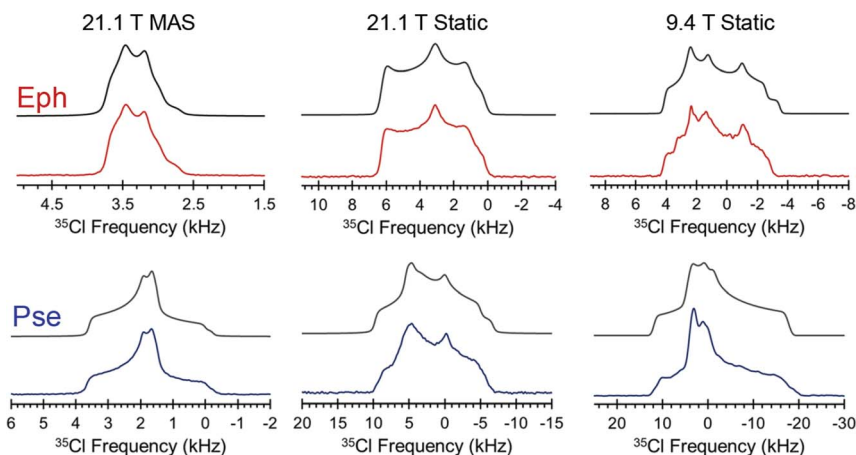 21.1 T MAS 21.1 T Static 9.4 T Static
Eph
4.5 3.5 2.5 1.5 10 8 6 4 2 0 -2 -4 8 6 4 2 0 -2 -4 -6 -8
³⁵Cl Frequency (kHz) ³⁵Cl Frequency (kHz) ³⁵Cl Frequency (kHz)
Pse
6 5 4 3 2 1 0 -1 -2 20 15 10 5 0 -5 -10 -15 20 10 0 -10 -20 -30
³⁵Cl Frequency (kHz) ³⁵Cl Frequency (kHz) ³⁵Cl Frequency (kHz)